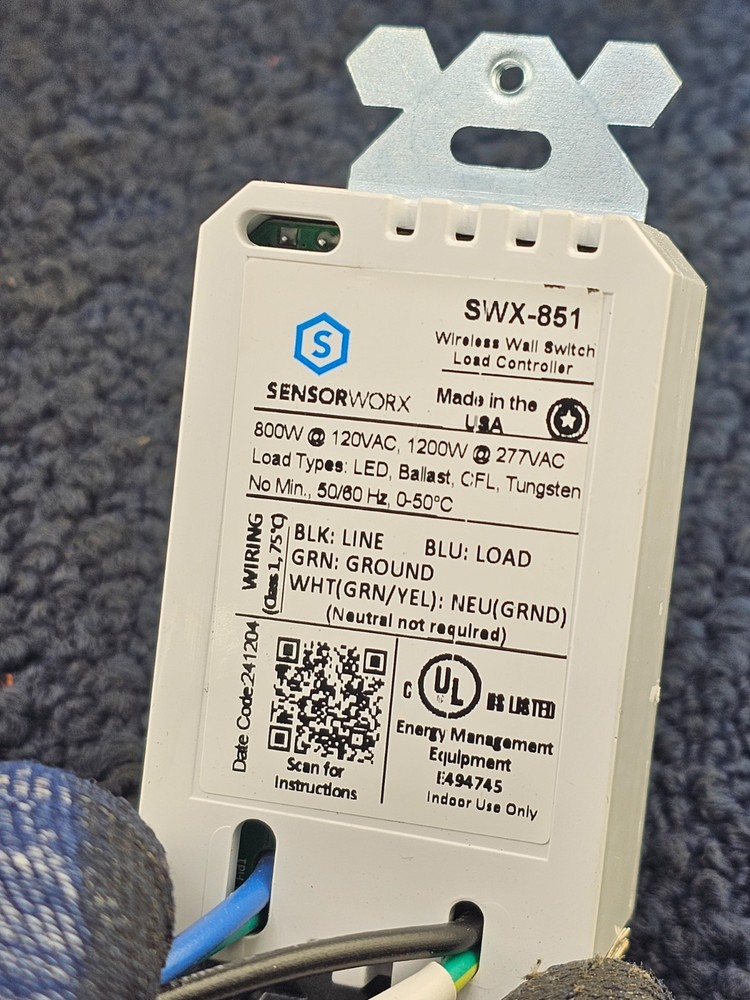 S
SENSORWORX
SWX-851
Wireless Wall Switch
Load Controller
Made in the
USA
800W @ 120VAC, 1200W @ 277VAC
Load Types: LED, Ballast, CFL, Tungsten
No Min., 50/60 Hz, 0-50°C
WIRING
(Class 1, 75°C)
BLK: LINE BLU: LOAD
GRN: GROUND
WHT(GRN/YEL): NEU(GRND)
(Neutral not required)
Date Code:241204
Scan for
Instructions
C UL US LISTED
Energy Management
Equipment
E494745
Indoor Use Only